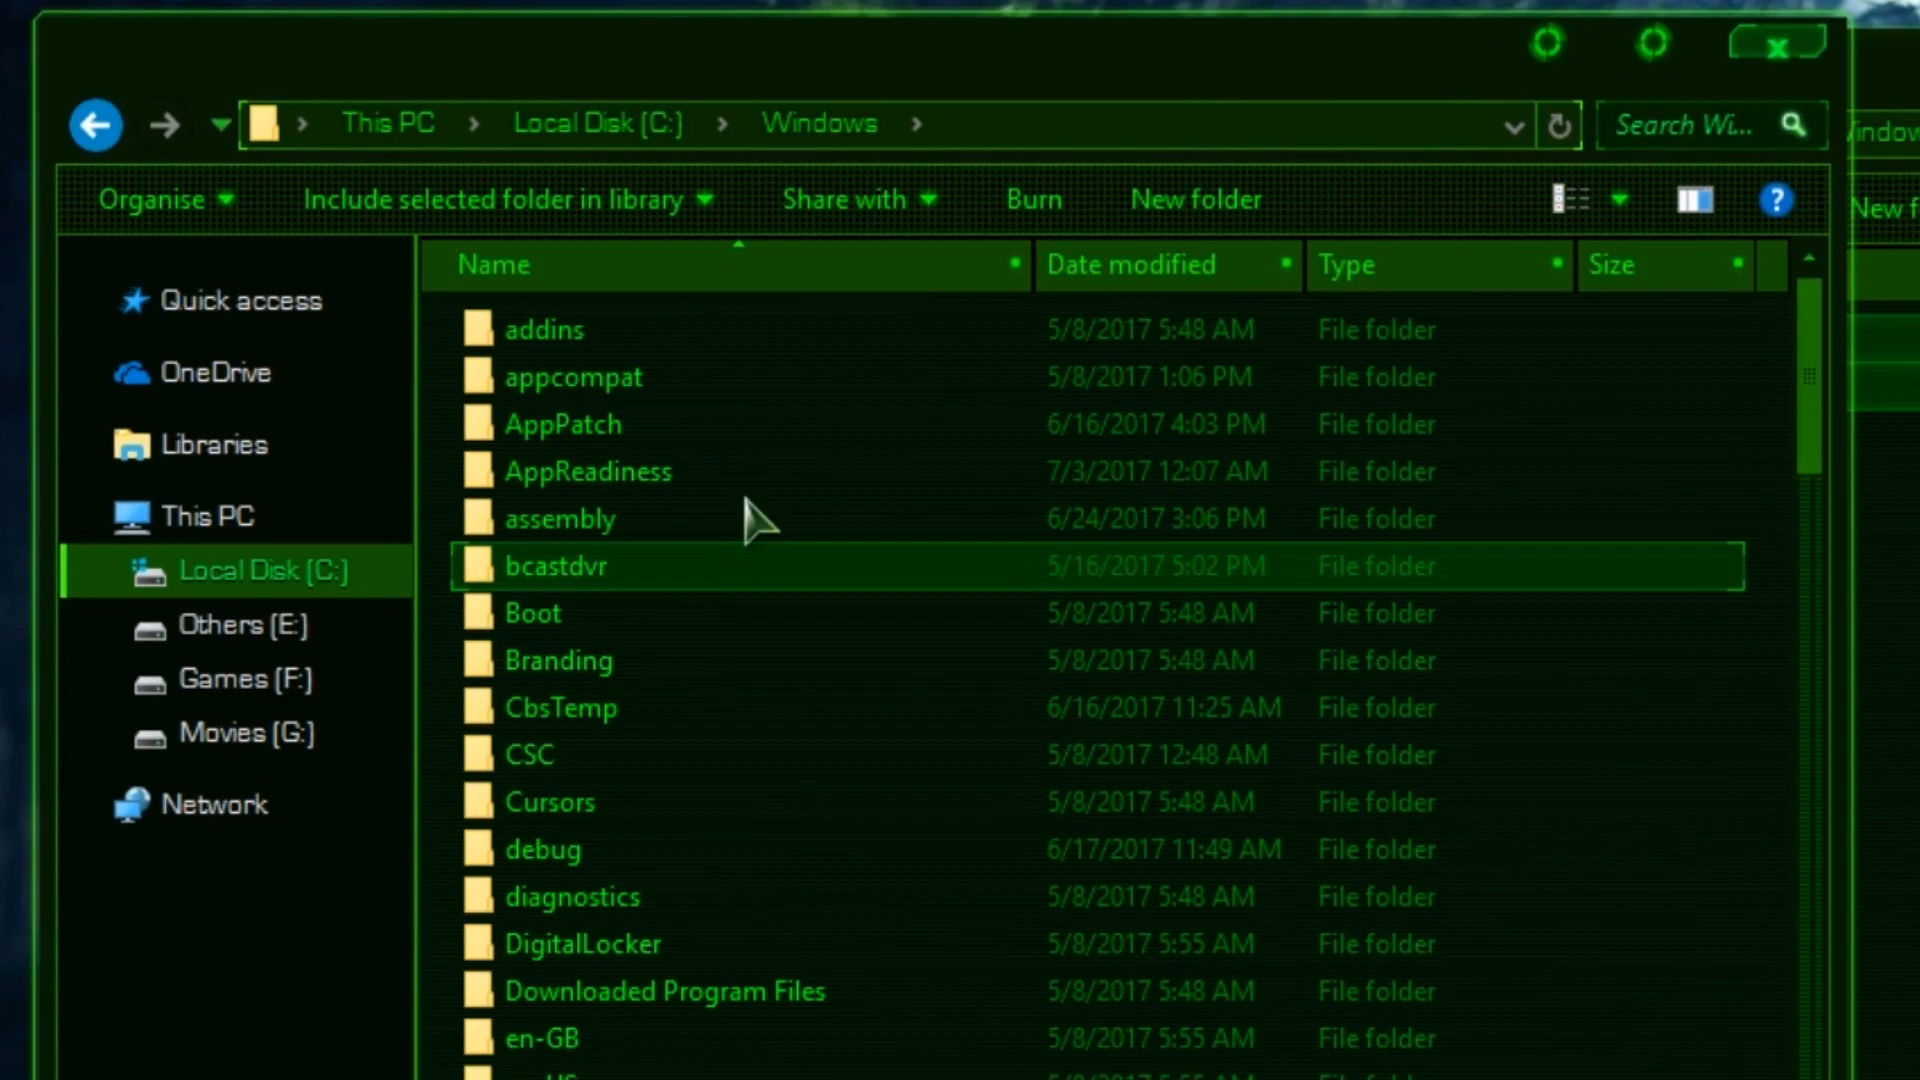 This PC Local Disk (C:) Windows Search Wi...
Organise Include selected folder in library Share with Burn New folder
New f
Name Date modified Type Size
Quick access
OneDrive
Libraries
This PC
Local Disk (C:)
Others (E:)
Games (F:)
Movies (G:)
Network
addins 5/8/2017 5:48 AM File folder
appcompat 5/8/2017 1:06 PM File folder
AppPatch 6/16/2017 4:03 PM File folder
AppReadiness 7/3/2017 12:07 AM File folder
assembly 6/24/2017 3:06 PM File folder
bcastdvr 5/16/2017 5:02 PM File folder
Boot 5/8/2017 5:48 AM File folder
Branding 5/8/2017 5:48 AM File folder
CbsTemp 6/16/2017 11:25 AM File folder
CSC 5/8/2017 12:48 AM File folder
Cursors 5/8/2017 5:48 AM File folder
debug 6/17/2017 11:49 AM File folder
diagnostics 5/8/2017 5:48 AM File folder
DigitalLocker 5/8/2017 5:55 AM File folder
Downloaded Program Files 5/8/2017 5:48 AM File folder
en-GB 5/8/2017 5:55 AM File folder